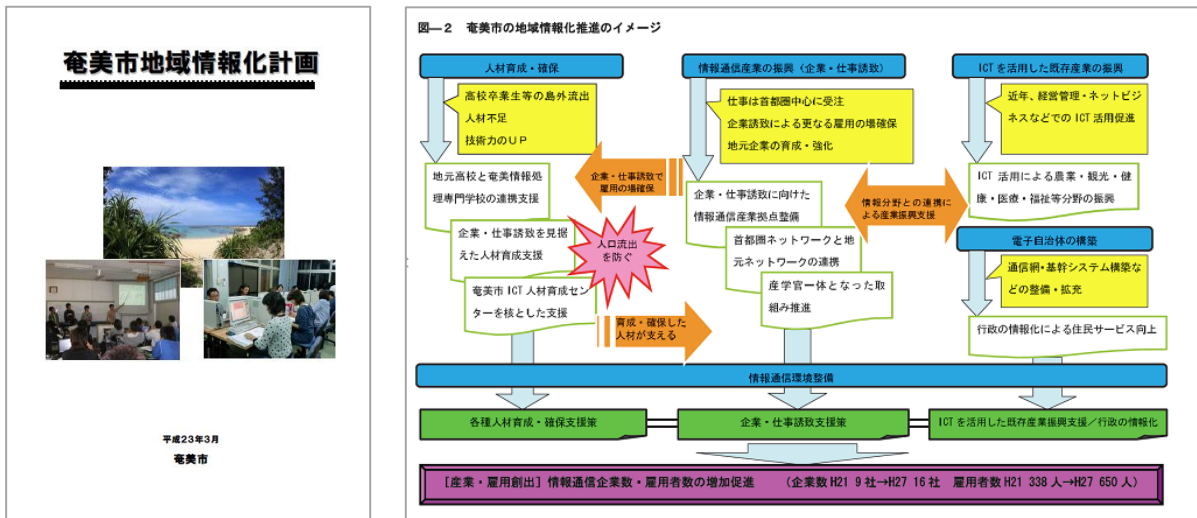 奄美市地域情報化計画
平成23年3月
奄美市
図―2 奄美市の地域情報化推進のイメージ
人材育成・確保
高校卒業生等の島外流出
人材不足
技術力のUP
地元高校と奄美情報処
理専門学校の連携支援
企業・仕事誘致を見据
えた人材育成支援
奄美市 ICT 人材育成セン
ターを核とした支援
企業・仕事誘致で
雇用の場確保
人口流出
を防ぐ
育成・確保した
人材が支える
情報通信産業の振興(企業・仕事誘致)
仕事は首都圏中心に受注
企業誘致による更なる雇用の場確保
地元企業の育成・強化
企業・仕事誘致に向けた
情報通信産業拠点整備
首都圏ネットワークと地
元ネットワークの連携
産学官一体となった取
組み推進
情報分野との連携
による産業振興支援
ICT を活用した既存産業の振興
近年、経営管理・ネットビジ
ネスなどでの ICT 活用促進
ICT 活用による農業・観光・健
康・医療・福祉等分野の振興
電子自治体の構築
通信網・基幹システム構築な
どの整備・拡充
行政の情報化による住民サービス向上
情報通信環境整備
各種人材育成・確保支援策
企業・仕事誘致支援策
ICT を活用した既存産業振興支援/行政の情報化
[産業・雇用創出] 情報通信企業数・雇用者数の増加促進 (企業数 H21 9 社→H27 16 社 雇用者数 H21 338 人→H27 650 人)